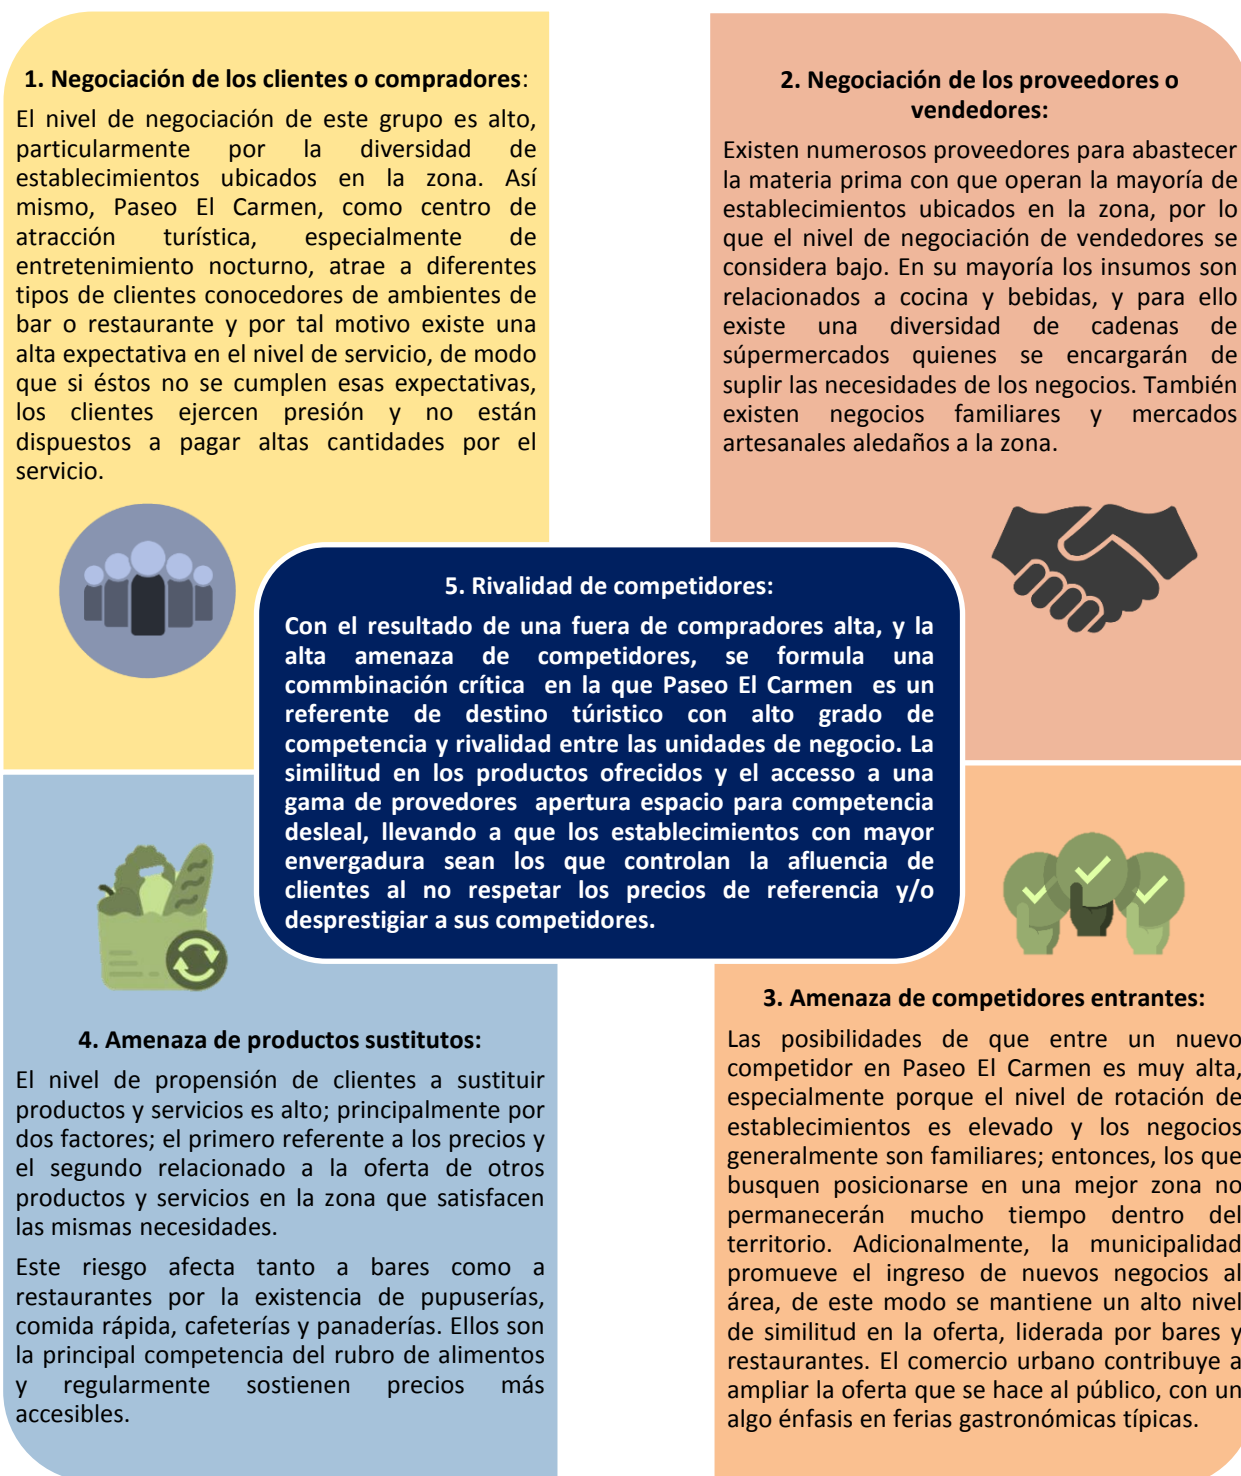 1. Negociación de los clientes o compradores:
El nivel de negociación de este grupo es alto,
particularmente por la diversidad de
establecimientos ubicados en la zona. Así
mismo, Paseo El Carmen, como centro de
atracción turística, especialmente de
entretenimiento nocturno, atrae a diferentes
tipos de clientes conocedores de ambientes de
bar o restaurante y por tal motivo existe una
alta expectativa en el nivel de servicio, de modo
que si éstos no se cumplen esas expectativas,
los clientes ejercen presión y no están
dispuestos a pagar altas cantidades por el
servicio.
2. Negociación de los proveedores o
vendedores:
Existen numerosos proveedores para abastecer
la materia prima con que operan la mayoría de
establecimientos ubicados en la zona, por lo
que el nivel de negociación de vendedores se
considera bajo. En su mayoría los insumos son
relacionados a cocina y bebidas, y para ello
existe una diversidad de cadenas de
súpermercados quienes se encargarán de
suplir las necesidades de los negocios. También
existen negocios familiares y mercados
artesanales aledaños a la zona.
5. Rivalidad de competidores:
Con el resultado de una fuera de compradores alta, y la
alta amenaza de competidores, se formula una
commbinación crítica en la que Paseo El Carmen es un
referente de destino túristico con alto grado de
competencia y rivalidad entre las unidades de negocio. La
similitud en los productos ofrecidos y el accesso a una
gama de provedores apertura espacio para competencia
desleal, llevando a que los establecimientos con mayor
envergadura sean los que controlan la afluencia de
clientes al no respetar los precios de referencia y/o
desprestigiar a sus competidores.
4. Amenaza de productos sustitutos:
El nivel de propensión de clientes a sustituir
productos y servicios es alto; principalmente por
dos factores; el primero referente a los precios y
el segundo relacionado a la oferta de otros
productos y servicios en la zona que satisfacen
las mismas necesidades.
Este riesgo afecta tanto a bares como a
restaurantes por la existencia de pupuserías,
comida rápida, cafeterías y panaderías. Ellos son
la principal competencia del rubro de alimentos
y regularmente sostienen precios más
accesibles.
3. Amenaza de competidores entrantes:
Las posibilidades de que entre un nuevo
competidor en Paseo El Carmen es muy alta,
especialmente porque el nivel de rotación de
establecimientos es elevado y los negocios
generalmente son familiares; entonces, los que
busquen posicionarse en una mejor zona no
permanecerán mucho tiempo dentro del
territorio. Adicionalmente, la municipalidad
promueve el ingreso de nuevos negocios al
área, de este modo se mantiene un alto nivel
de similitud en la oferta, liderada por bares y
restaurantes. El comercio urbano contribuye a
ampliar la oferta que se hace al público, con un
algo énfasis en ferias gastronómicas típicas.